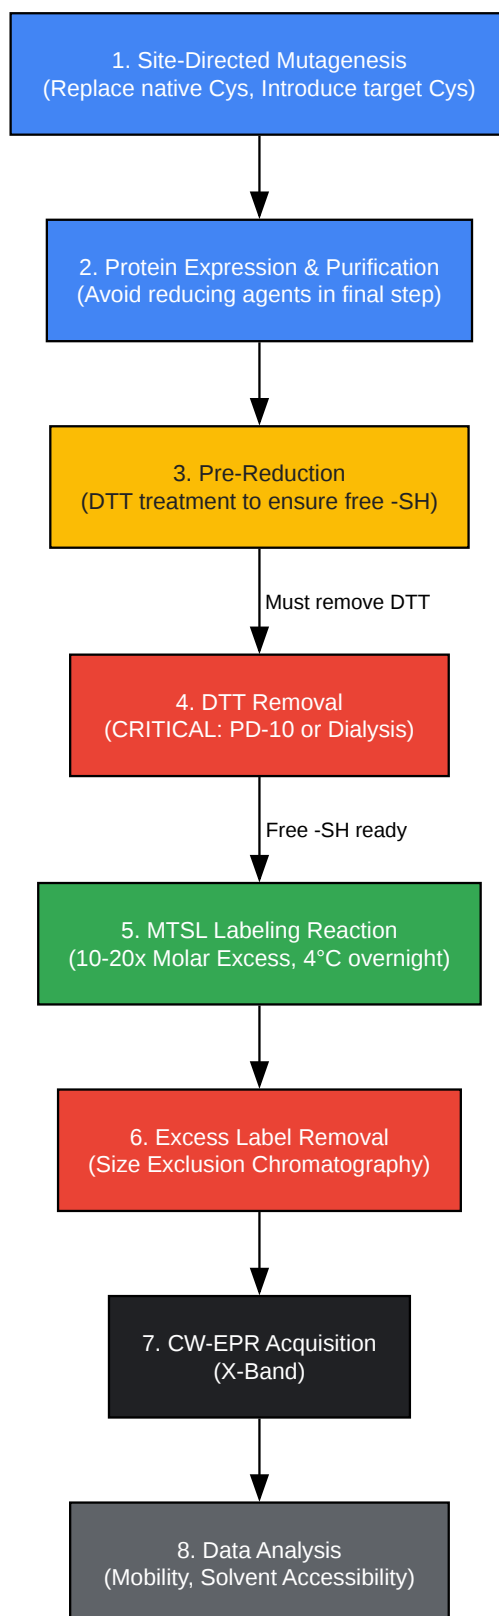 1. Site-Directed Mutagenesis
(Replace native Cys, Introduce target Cys)
2. Protein Expression & Purification
(Avoid reducing agents in final step)
3. Pre-Reduction
(DTT treatment to ensure free -SH)
Must remove DTT
4. DTT Removal
(CRITICAL: PD-10 or Dialysis)
Free -SH ready
5. MTSL Labeling Reaction
(10-20x Molar Excess, 4°C overnight)
6. Excess Label Removal
(Size Exclusion Chromatography)
7. CW-EPR Acquisition
(X-Band)
8. Data Analysis
(Mobility, Solvent Accessibility)